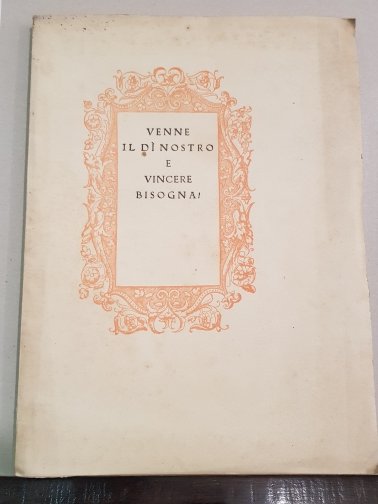 VENNE
IL DÌ NOSTRO
E
VINCERE
BISOGNA!